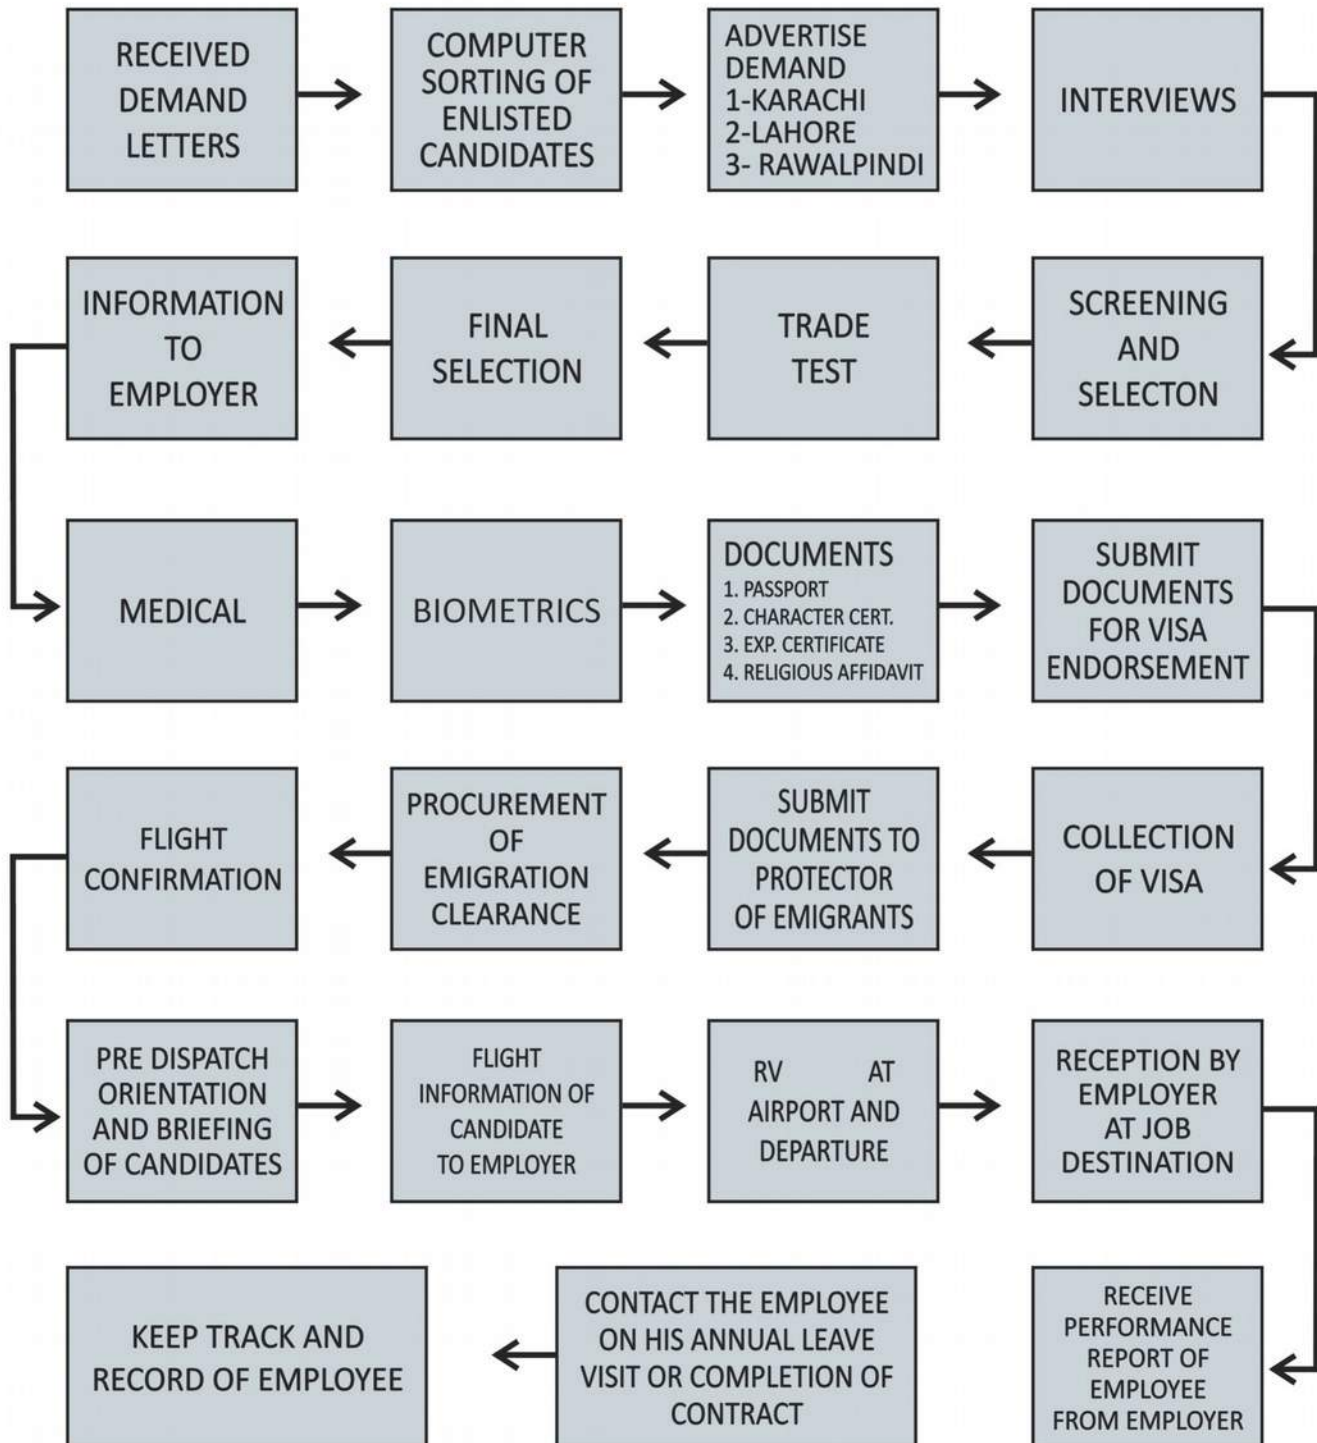 RECEIVED
DEMAND
LETTERS
COMPUTER
SORTING OF
ENLISTED
CANDIDATES
ADVERTISE
DEMAND
1-KARACHI
2-LAHORE
3- RAWALPINDI
INTERVIEWS
SCREENING
AND
SELECTON
TRADE
TEST
FINAL
SELECTION
INFORMATION
TO
EMPLOYER
MEDICAL
BIOMETRICS
DOCUMENTS
1. PASSPORT
2. CHARACTER CERT.
3. EXP. CERTIFICATE
4. RELIGIOUS AFFIDAVIT
SUBMIT
DOCUMENTS
FOR VISA
ENDORSEMENT
COLLECTION
OF VISA
SUBMIT
DOCUMENTS TO
PROTECTOR
OF EMIGRANTS
PROCUREMENT
OF
EMIGRATION
CLEARANCE
FLIGHT
CONFIRMATION
PRE DISPATCH
ORIENTATION
AND BRIEFING
OF CANDIDATES
FLIGHT
INFORMATION OF
CANDIDATE
TO EMPLOYER
RV AT
AIRPORT AND
DEPARTURE
RECEPTION BY
EMPLOYER
AT JOB
DESTINATION
RECEIVE
PERFORMANCE
REPORT OF
EMPLOYEE
FROM EMPLOYER
CONTACT THE EMPLOYEE
ON HIS ANNUAL LEAVE
VISIT OR COMPLETION OF
CONTRACT
KEEP TRACK AND
RECORD OF EMPLOYEE